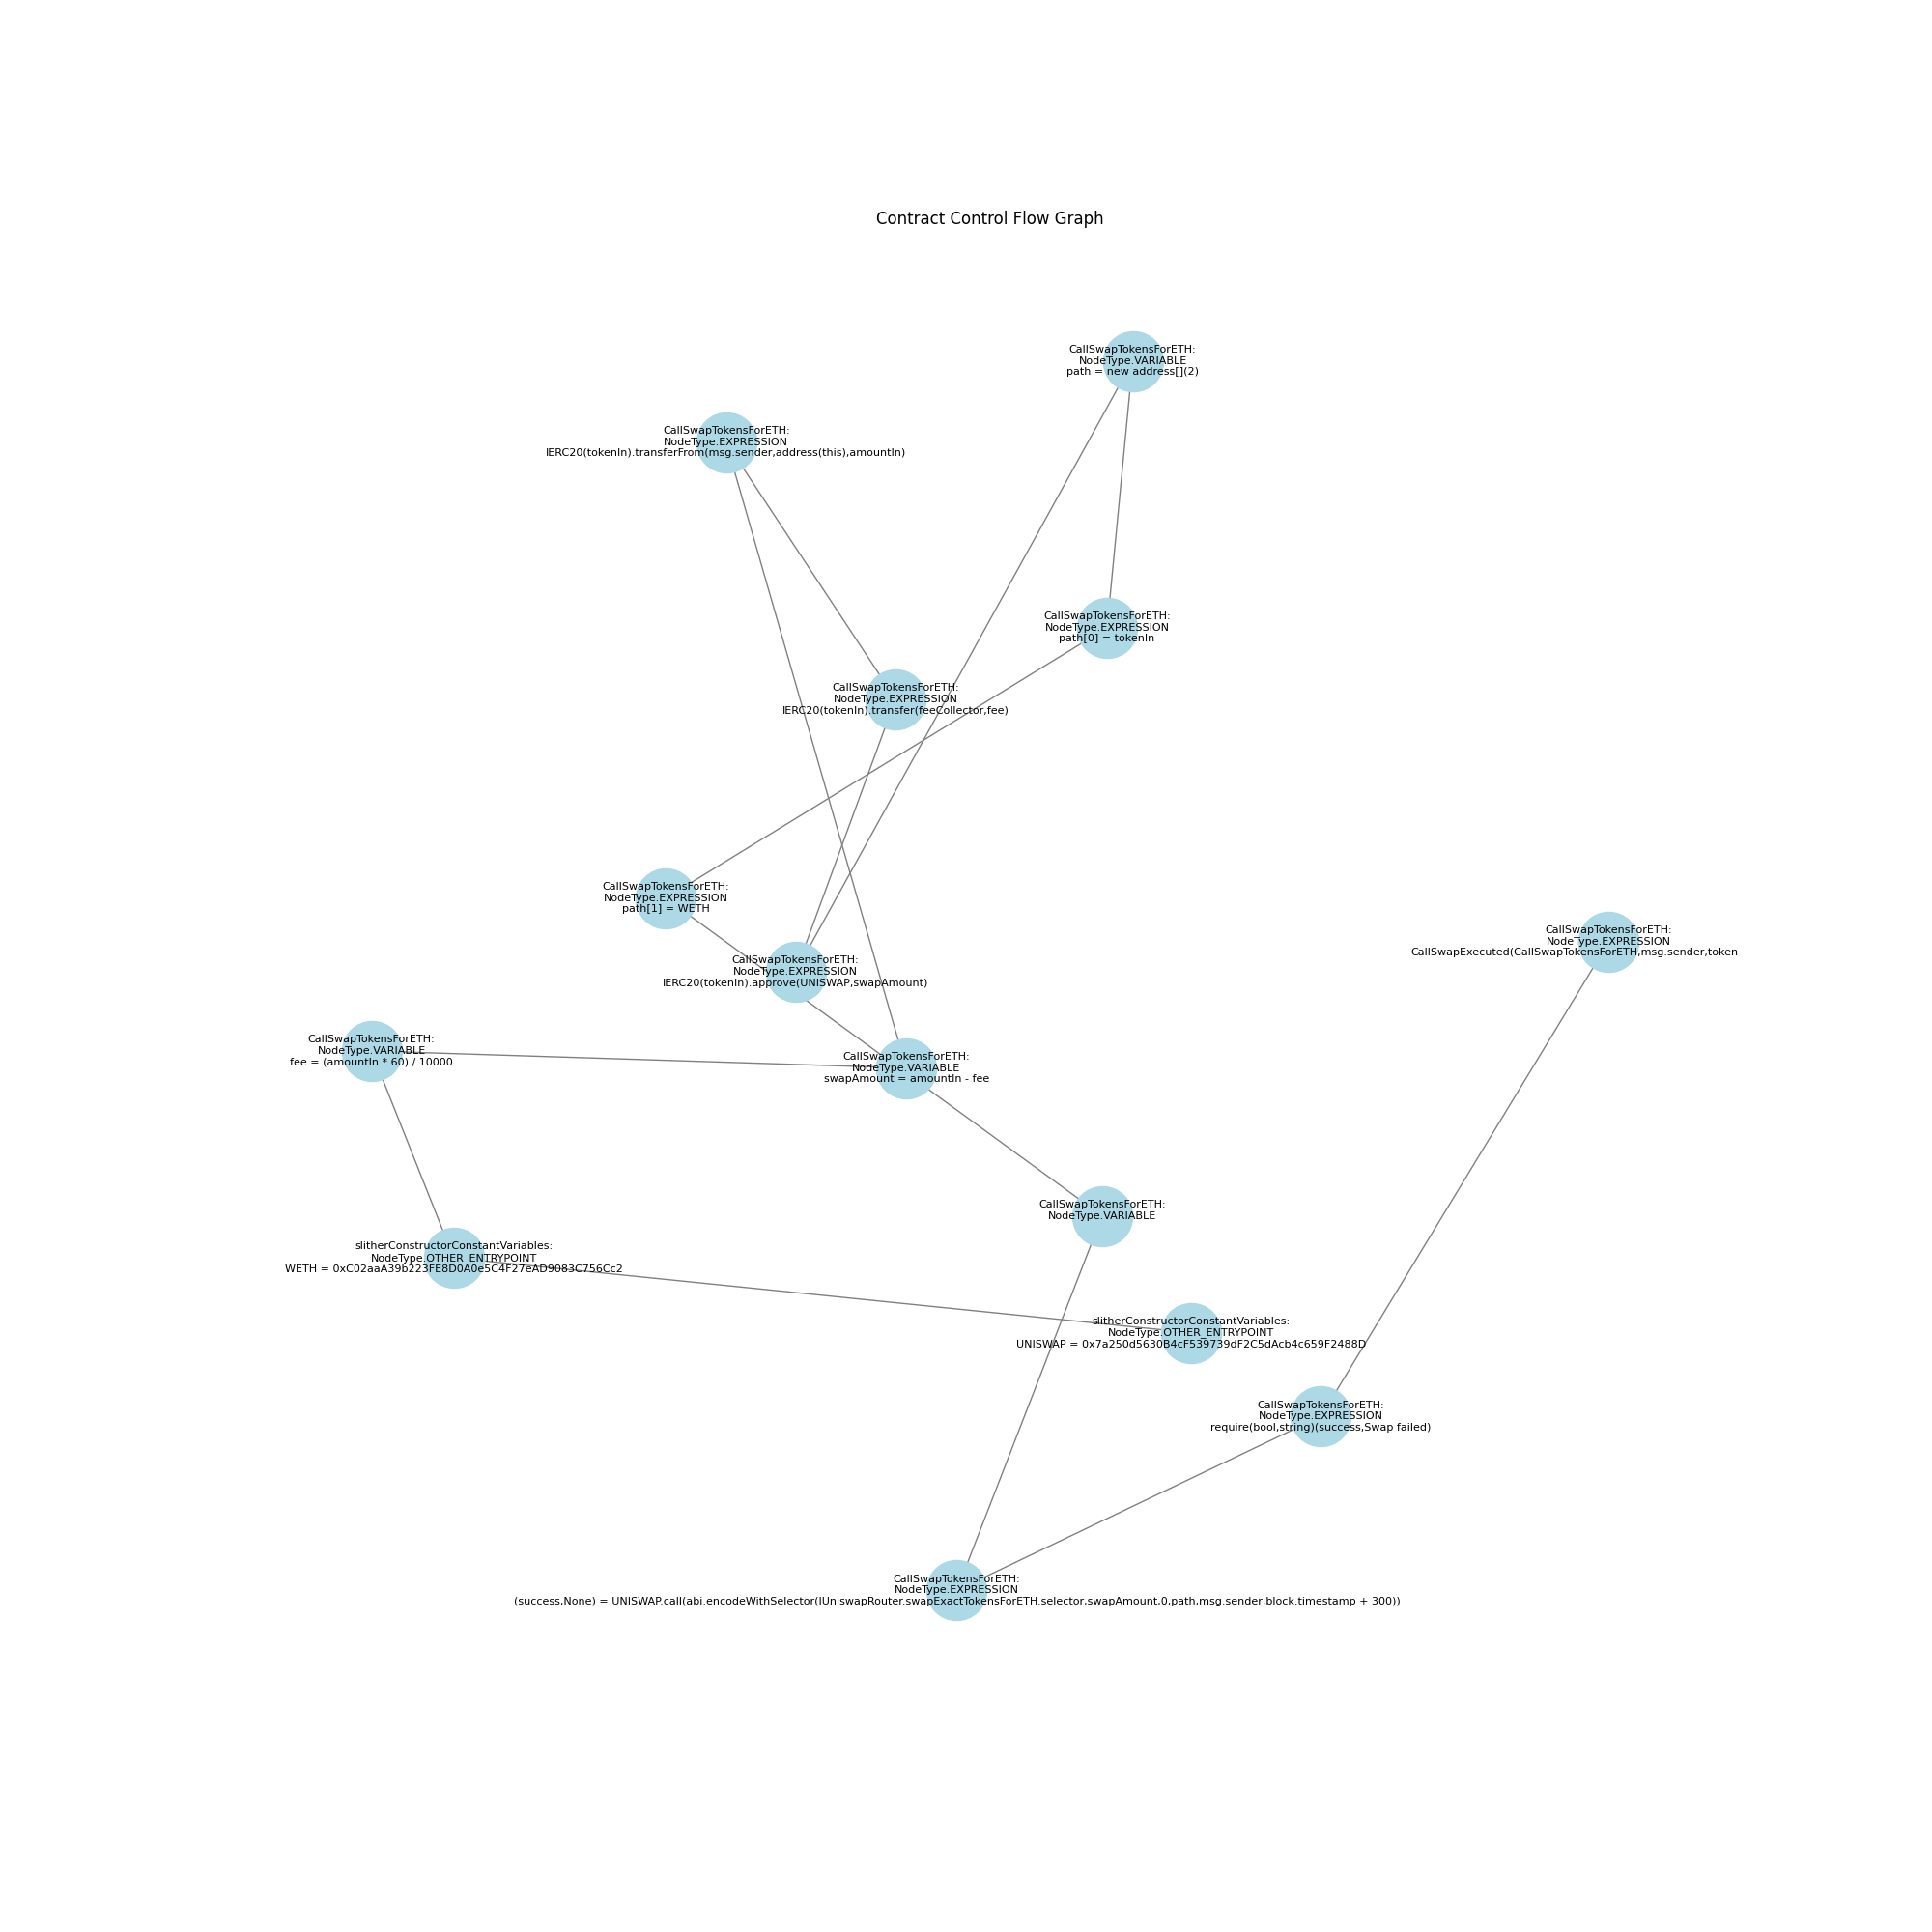 Contract Control Flow Graph
CallSwapTokensForETH:
NodeType.VARIABLE
path = new address[](2)
CallSwapTokensForETH:
NodeType.EXPRESSION
IERC20(tokenIn).transferFrom(msg.sender,address(this),amountIn)
CallSwapTokensForETH:
NodeType.EXPRESSION
path[0] = tokenIn
CallSwapTokensForETH:
NodeType.EXPRESSION
IERC20(tokenIn).transfer(feeCollector,fee)
CallSwapTokensForETH:
NodeType.EXPRESSION
path[1] = WETH
CallSwapTokensForETH:
NodeType.EXPRESSION
CallSwapExecuted(CallSwapTokensForETH,msg.sender,token
CallSwapTokensForETH:
NodeType.EXPRESSION
IERC20(tokenIn).approve(UNISWAP,swapAmount)
CallSwapTokensForETH:
NodeType.VARIABLE
fee = (amountIn * 60) / 10000
CallSwapTokensForETH:
NodeType.VARIABLE
swapAmount = amountIn - fee
CallSwapTokensForETH:
NodeType.VARIABLE
slitherConstructorConstantVariables:
NodeType.OTHER_ENTRYPOINT
WETH = 0xC02aaA39b223FE8D0A0e5C4F27eAD9083C756Cc2
slitherConstructorConstantVariables:
NodeType.OTHER_ENTRYPOINT
UNISWAP = 0x7a250d5630B4cF539739dF2C5dAcb4c659F2488D
CallSwapTokensForETH:
NodeType.EXPRESSION
require(bool,string)(success,Swap failed)
CallSwapTokensForETH:
NodeType.EXPRESSION
(success,None) = UNISWAP.call(abi.encodeWithSelector(IUniswapRouter.swapExactTokensForETH.selector,swapAmount,0,path,msg.sender,block.timestamp + 300))